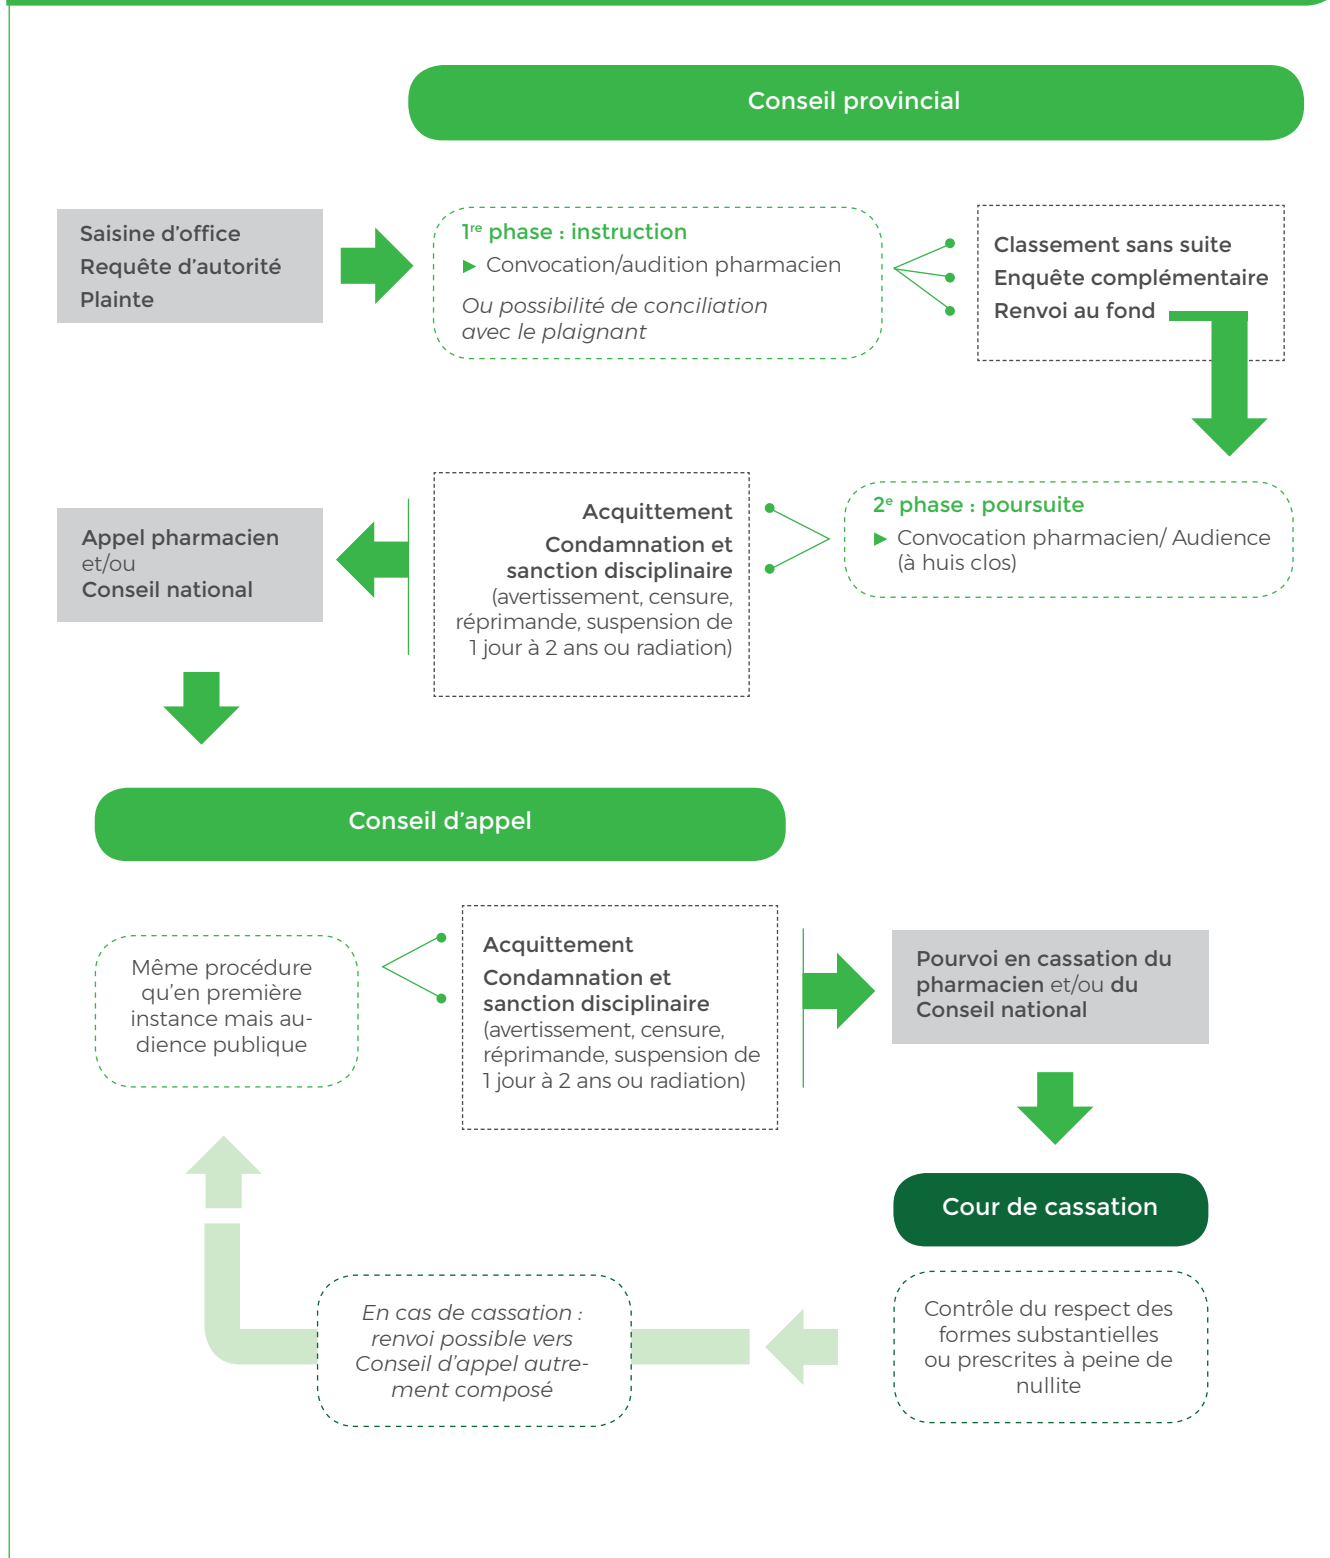 Conseil provincial
Saisine d’office
Requête d’autorité
Plainte
1re phase : instruction
► Convocation/audition pharmacien
Ou possibilité de conciliation
avec le plaignant
Classement sans suite
Enquête complémentaire
Renvoi au fond
2e phase : poursuite
► Convocation pharmacien/ Audience
(à huis clos)
Acquittement
Condamnation et
sanction disciplinaire
(avertissement, censure,
réprimande, suspension de
1 jour à 2 ans ou radiation)
Appel pharmacien
et/ou
Conseil national
Conseil d’appel
Même procédure
qu’en première
instance mais au-
dience publique
Acquittement
Condamnation et
sanction disciplinaire
(avertissement, censure,
réprimande, suspension de
1 jour à 2 ans ou radiation)
Pourvoi en cassation du
pharmacien et/ou du
Conseil national
Cour de cassation
Contrôle du respect des
formes substantielles
ou prescrites à peine de
nullite
En cas de cassation :
renvoi possible vers
Conseil d’appel autre-
ment composé